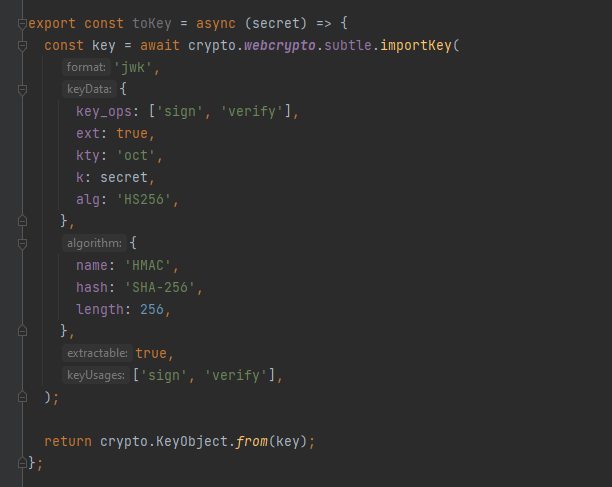 export const toKey = async (secret) => {
const key = await crypto.webcrypto.subtle.importKey(
format: 'jwk',
keyData: {
key_ops: ['sign', 'verify'],
ext: true,
kty: 'oct',
k: secret,
alg: 'HS256',
},
algorithm: {
name: 'HMAC',
hash: 'SHA-256',
length: 256,
},
extractable: true,
keyUsages: ['sign', 'verify'],
);
return crypto.KeyObject.from(key);
};